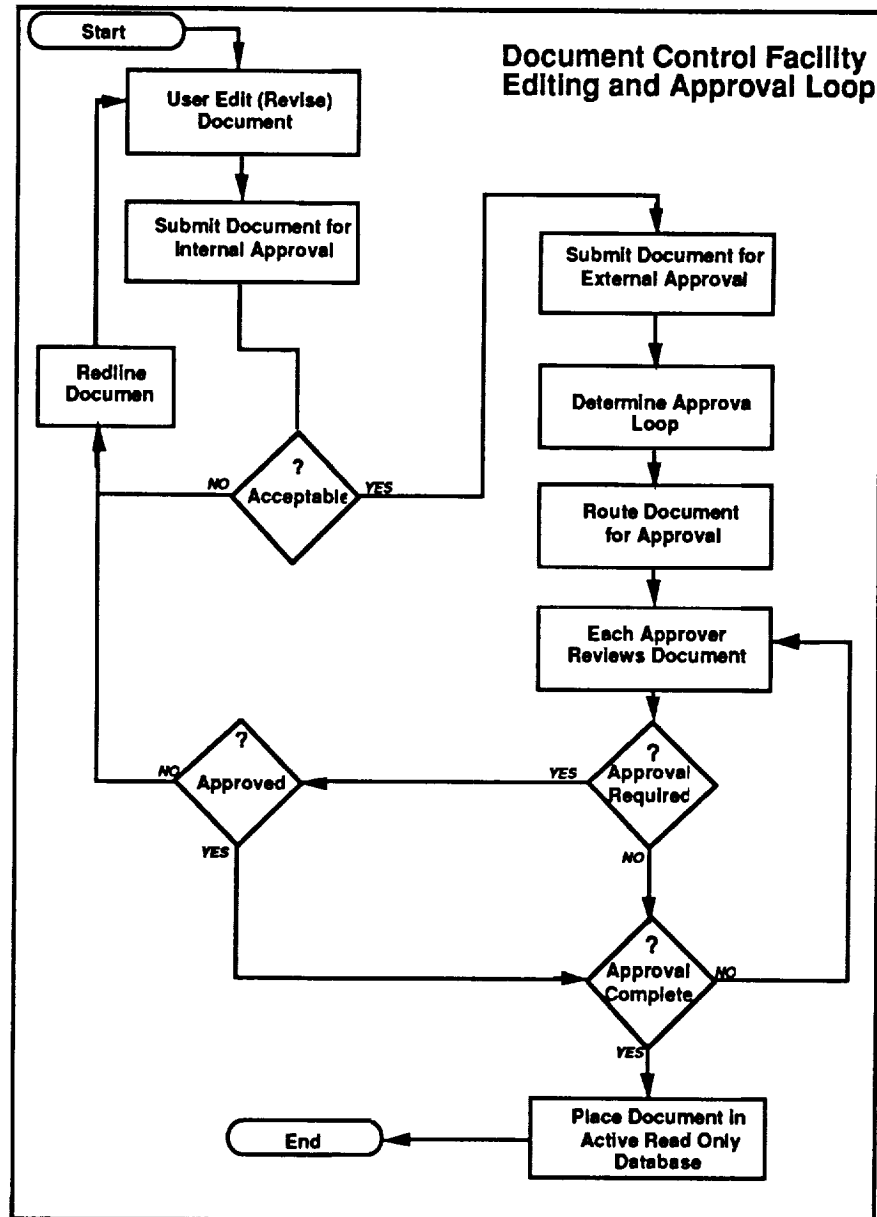 Start
Document Control Facility
Editing and Approval Loop
User Edit (Revise)
Document
Submit Document for
Internal Approval
Submit Document for
External Approval
Redline
Documen
Determine Approva
Loop
?
Acceptable
NO
YES
Route Document
for Approval
Each Approver
Reviews Document
?
Approved
NO
YES
?
Approval
Required
YES
NO
?
Approval
Complete
NO
YES
Place Document in
Active Read Only
Database
End